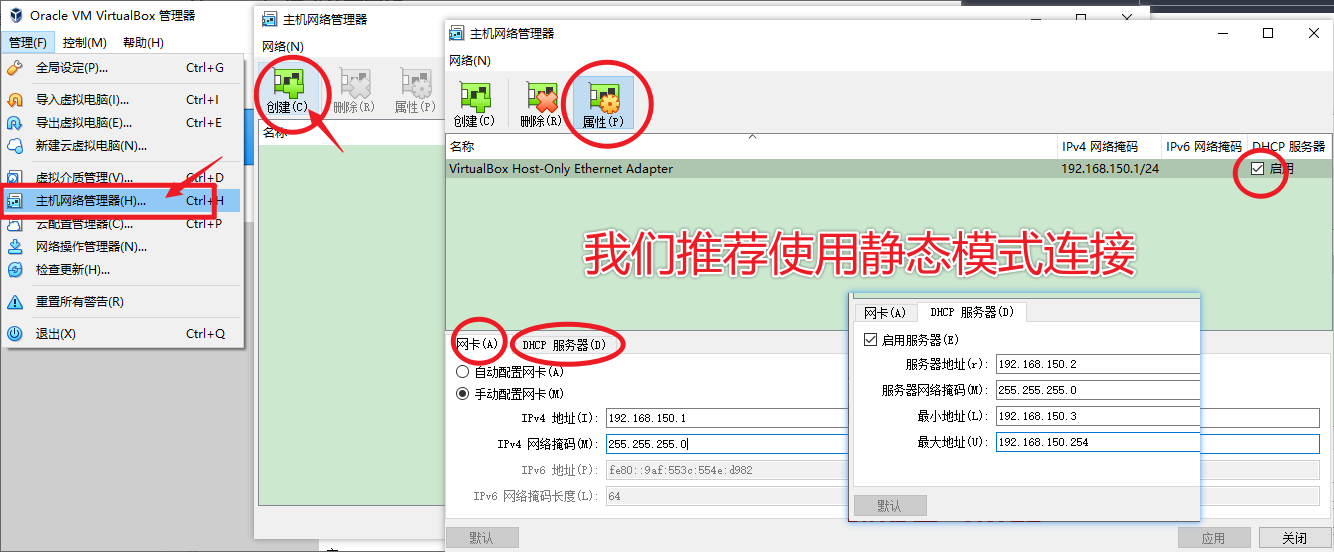 Oracle VM VirtualBox 管理器
管理(F) 控制(M) 帮助(H)
全局设定(P)... Ctrl+G
导入虚拟电脑(I)... Ctrl+I
导出虚拟电脑(E)... Ctrl+E
新建云虚拟电脑(N)...
虚拟介质管理(V)... Ctrl+D
主机网络管理器(H)... Ctrl+H
云配置管理器(C)... Ctrl+P
网络操作管理器(N)...
检查更新(H)...
重置所有警告(R)
退出(X) Ctrl+Q
主机网络管理器
网络(N)
创建(C) 删除(R) 属性(P)
名称
主机网络管理器
网络(N)
创建(C) 删除(R) 属性(P)
名称 IPv4 网络掩码 IPv6 网络掩码 DHCP 服务器
VirtualBox Host-Only Ethernet Adapter 192.168.150.1/24 启用
我们推荐使用静态模式连接
网卡(A) DHCP 服务器(D)
自动配置网卡(A)
手动配置网卡(M)
IPv4 地址(I): 192.168.150.1
IPv4 网络掩码(M): 255.255.255.0
IPv6 地址(P): fe80::9af:553c:554e:d982
IPv6 网络掩码长度(L): 64
默认 应用 关闭
网卡(A) DHCP 服务器(D)
启用服务器(E)
服务器地址(r): 192.168.150.2
服务器网络掩码(M): 255.255.255.0
最小地址(L): 192.168.150.3
最大地址(U): 192.168.150.254
默认